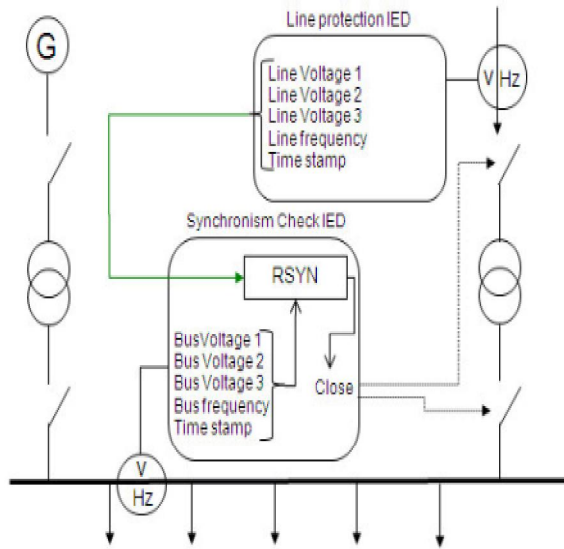 Line protection IED
G
Line Voltage 1
Line Voltage 2
Line Voltage 3
Line frequency
Time stamp
V Hz
Synchronism Check IED
RSYN
BusVoltage 1
Bus Voltage 2
Bus Voltage 3
Bus frequency
Time stamp
Close
V
Hz